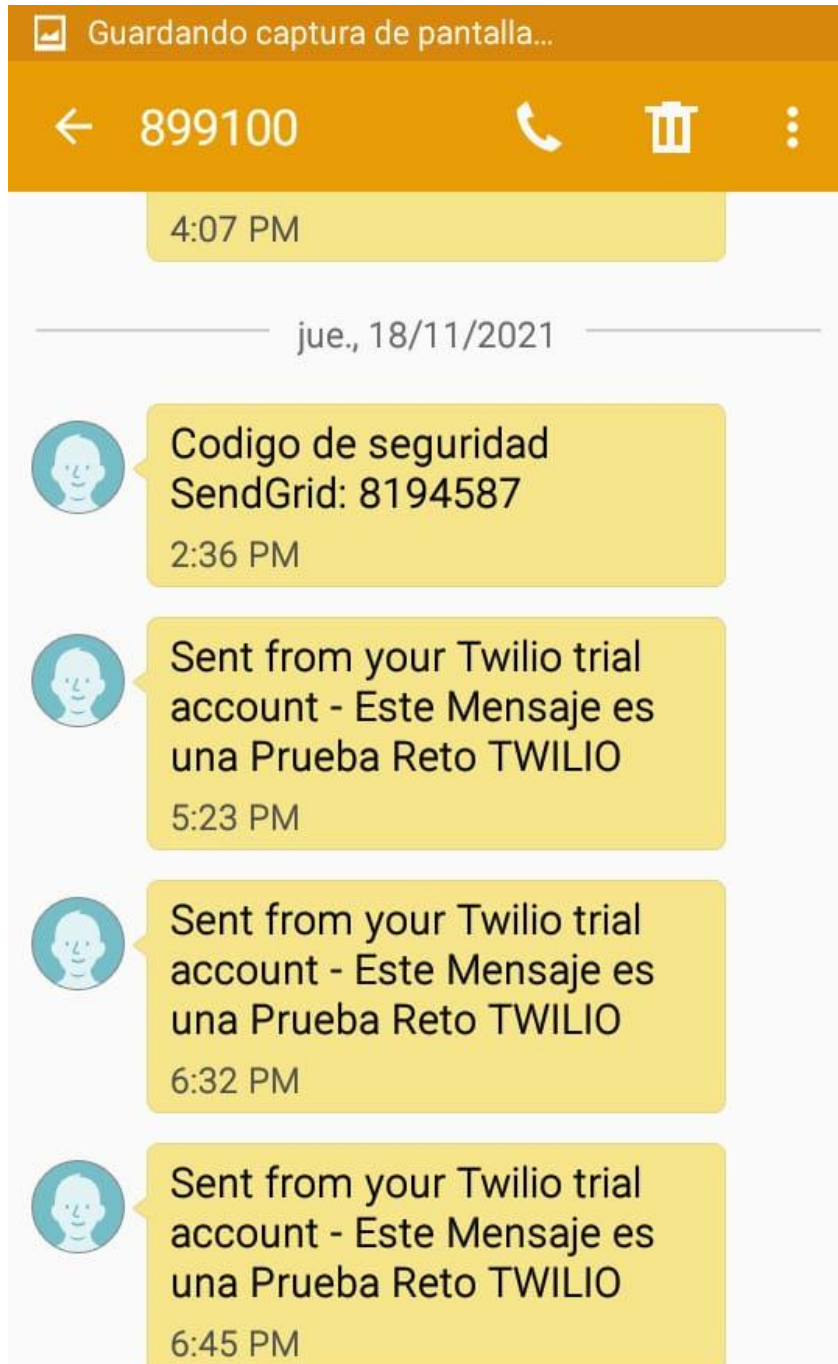 Guardando captura de pantalla...
899100
4:07 PM
jue., 18/11/2021
Codigo de seguridad
SendGrid: 8194587
2:36 PM
Sent from your Twilio trial
account - Este Mensaje es
una Prueba Reto TWILIO
5:23 PM
Sent from your Twilio trial
account - Este Mensaje es
una Prueba Reto TWILIO
6:32 PM
Sent from your Twilio trial
account - Este Mensaje es
una Prueba Reto TWILIO
6:45 PM